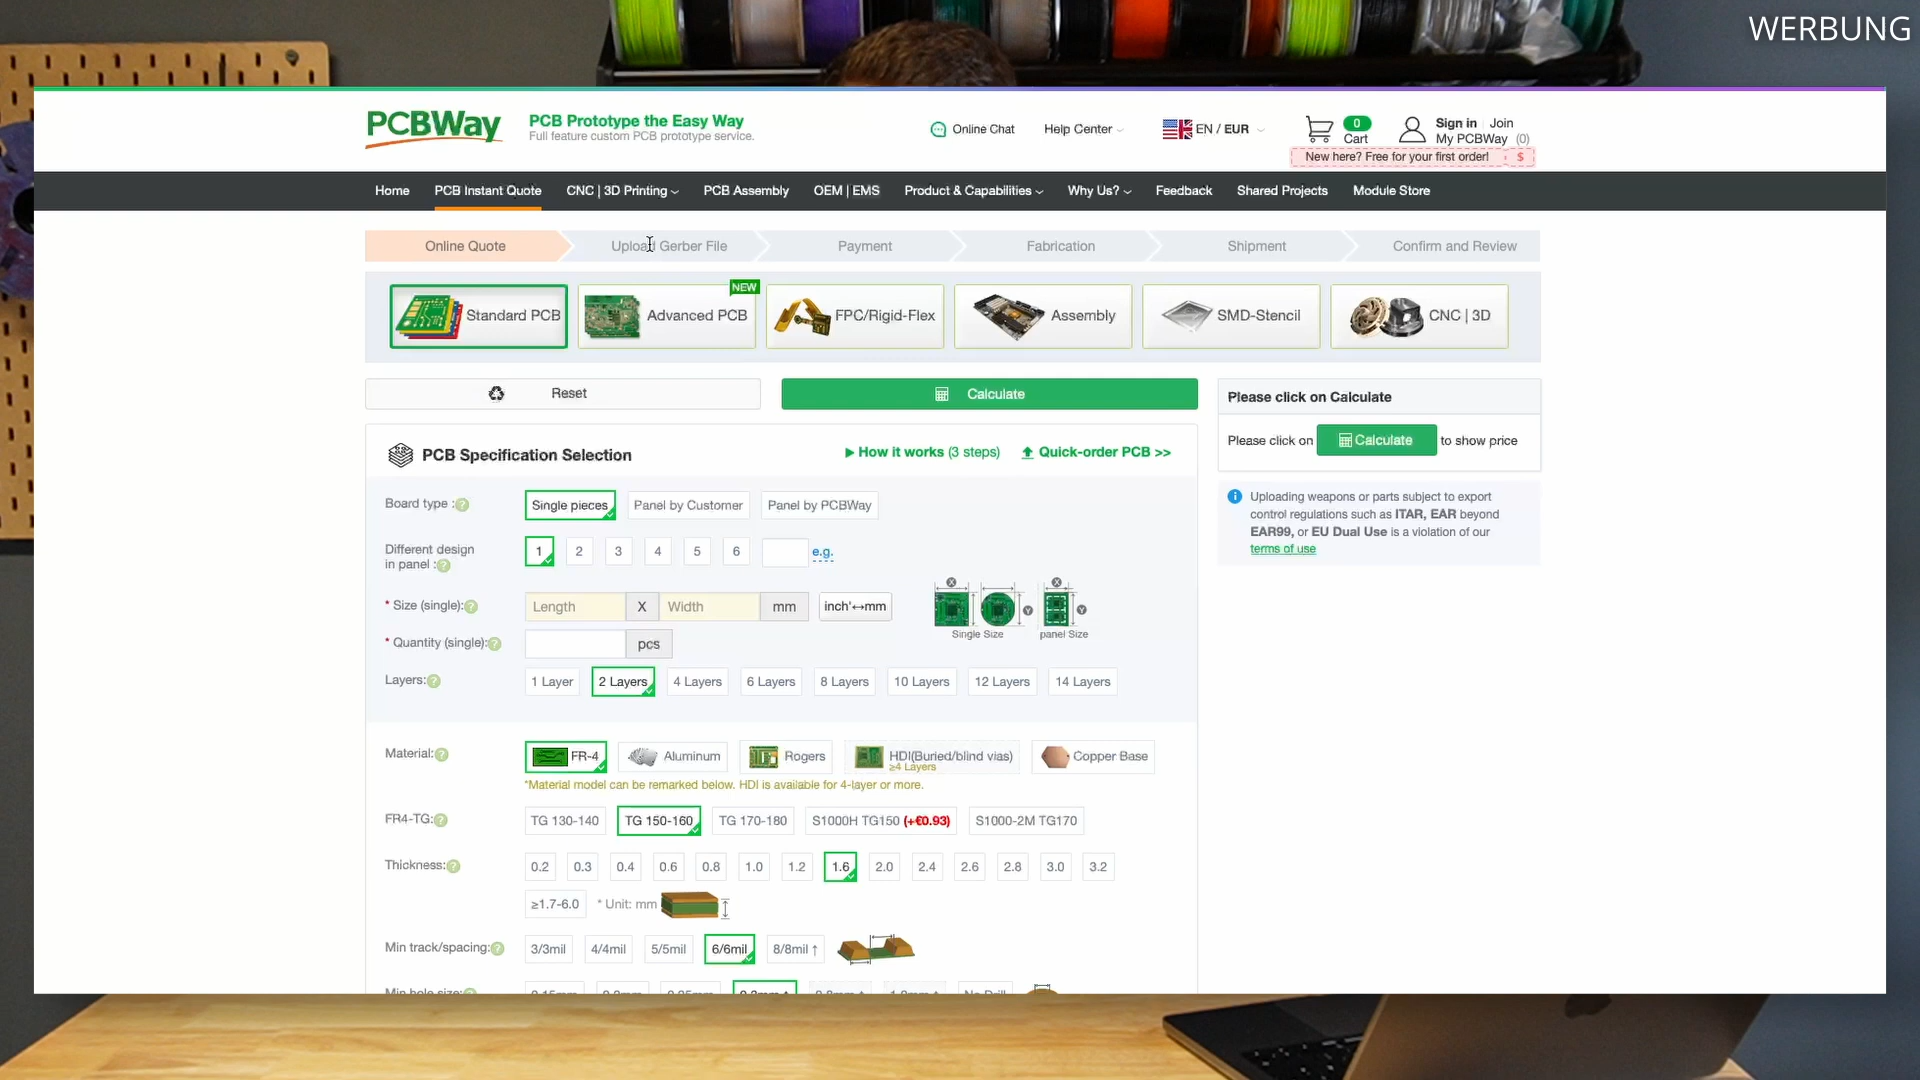 WERBUNG
PCBWay
PCB Prototype the Easy Way
Full feature custom PCB prototype service.
Online Chat
Help Center
EN / EUR
0
Cart
Sign in Join
My PCBWay (0)
New here? Free for your first order! $
Home PCB Instant Quote CNC | 3D Printing PCB Assembly OEM | EMS Product & Capabilities Why Us? Feedback Shared Projects Module Store
Online Quote Upload Gerber File Payment Fabrication Shipment Confirm and Review
NEW
Standard PCB Advanced PCB FPC/Rigid-Flex Assembly SMD-Stencil CNC | 3D
Reset Calculate
Please click on Calculate
Please click on Calculate to show price
Uploading weapons or parts subject to export
control regulations such as ITAR, EAR beyond
EAR99, or EU Dual Use is a violation of our
terms of use
PCB Specification Selection How it works (3 steps) Quick-order PCB >>
Board type :? Single pieces Panel by Customer Panel by PCBWay
Different design
in panel :? 1 2 3 4 5 6 e.g.
* Size (single):? Length X Width mm inch'↔mm
X X Y Y
Single Size panel Size
* Quantity (single):? pcs
Layers:? 1 Layer 2 Layers 4 Layers 6 Layers 8 Layers 10 Layers 12 Layers 14 Layers
Material:? FR-4 Aluminum Rogers HDI(Buried/blind vias) Copper Base
≥4 Layers
*Material model can be remarked below. HDI is available for 4-layer or more.
FR4-TG:? TG 130-140 TG 150-160 TG 170-180 S1000H TG150 (+€0.93) S1000-2M TG170
Thickness:? 0.2 0.3 0.4 0.6 0.8 1.0 1.2 1.6 2.0 2.4 2.6 2.8 3.0 3.2
≥1.7-6.0 * Unit: mm
Min track/spacing:? 3/3mil 4/4mil 5/5mil 6/6mil 8/8mil ↑
Min hole size:? No Drill